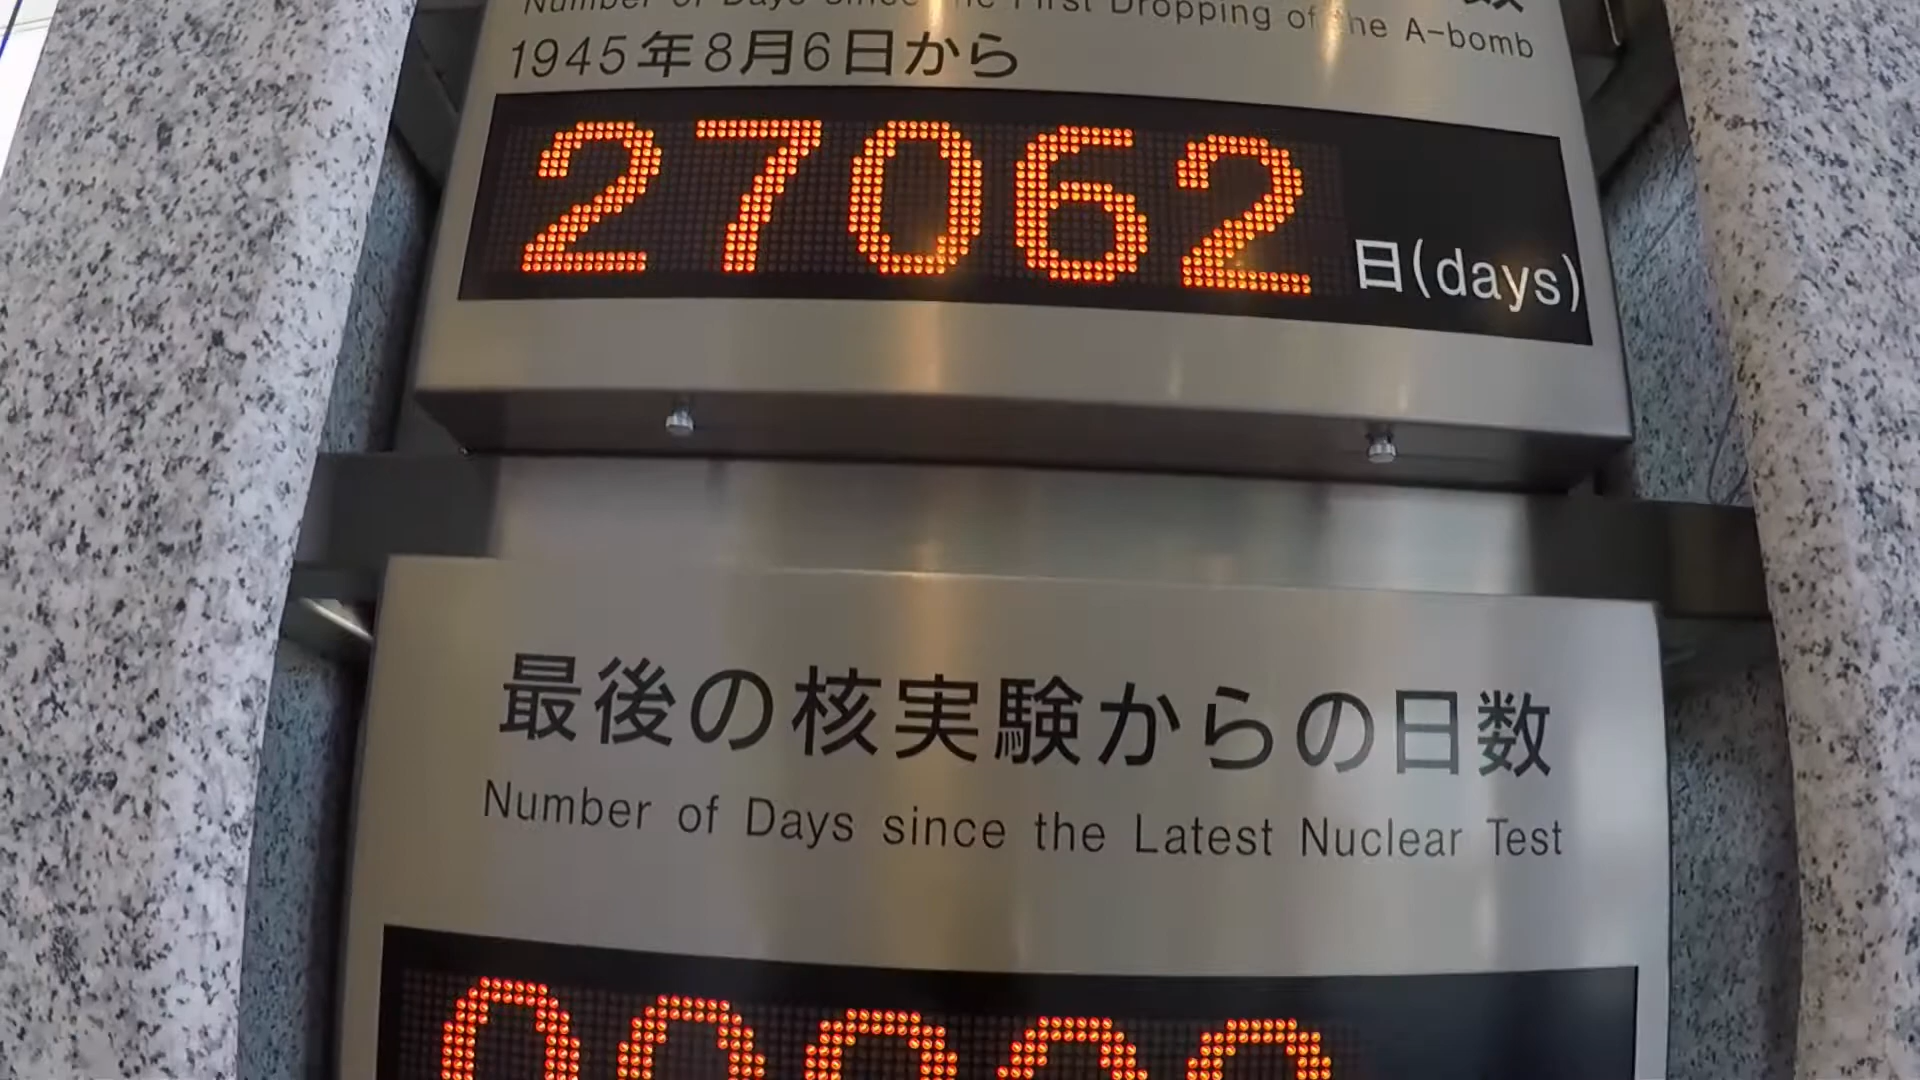 Number of Days since the First Dropping of the A-bomb
1945年8月6日から
27062
日(days)
最後の核実験からの日数
Number of Days since the Latest Nuclear Test